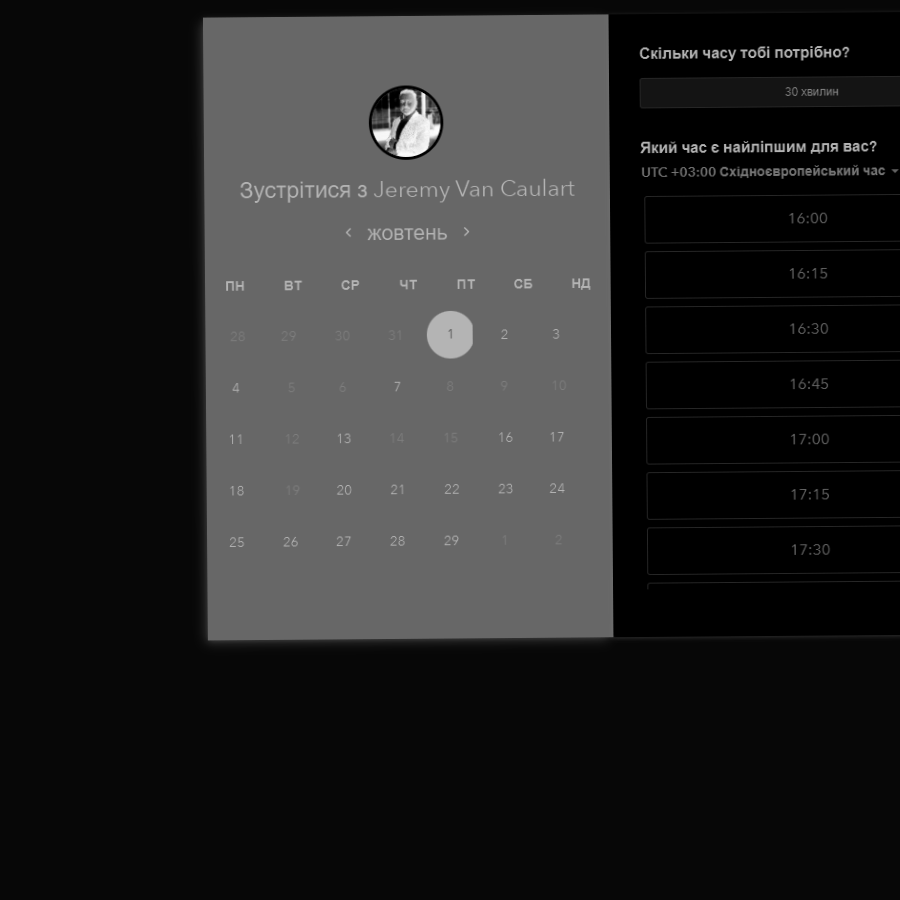 Зустрітися з Jeremy Van Caulart
жовтень
ПН ВТ СР ЧТ ПТ СБ НД
28 29 30 31 1 2 3
4 5 6 7 8 9 10
11 12 13 14 15 16 17
18 19 20 21 22 23 24
25 26 27 28 29 1 2
Скільки часу тобі потрібно?
30 хвилин
Який час є найліпшим для вас?
UTC +03:00 Східноєвропейський час
16:00
16:15
16:30
16:45
17:00
17:15
17:30